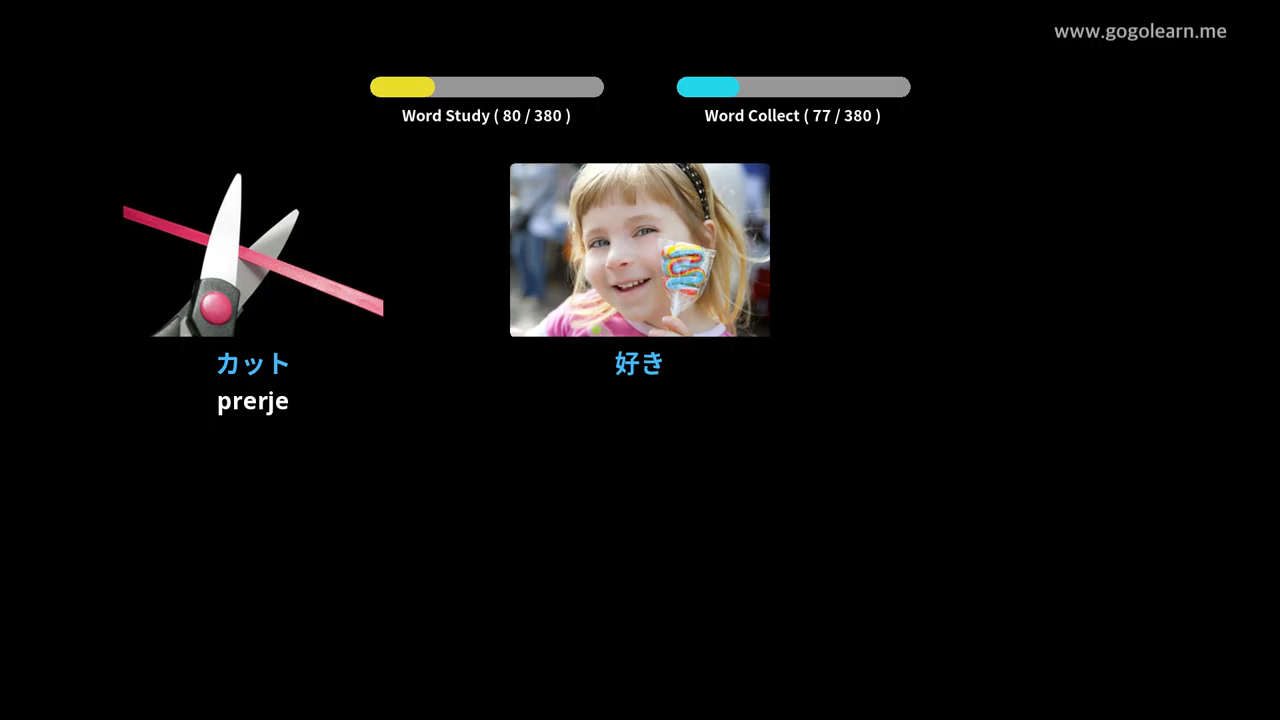 www.gogolearn.me
Word Study ( 80 / 380 )
Word Collect ( 77 / 380 )
カット
prerje
好き